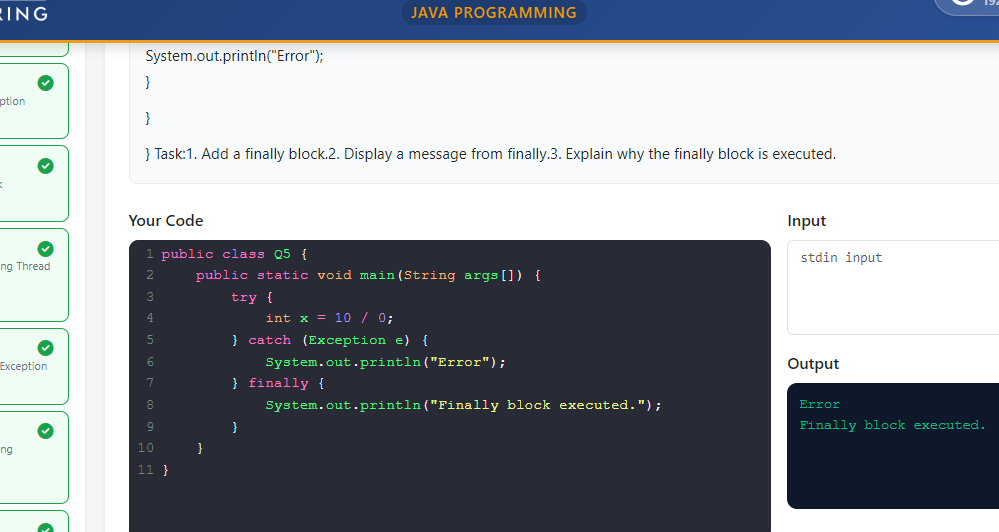 RING
JAVA PROGRAMMING
System.out.println("Error");
}
}
} Task:1. Add a finally block.2. Display a message from finally.3. Explain why the finally block is executed.
ption
ng Thread
Exception
ng
Your Code
1 public class Q5 {
2     public static void main(String args[]) {
3         try {
4             int x = 10 / 0;
5         } catch (Exception e) {
6             System.out.println("Error");
7         } finally {
8             System.out.println("Finally block executed.");
9         }
10     }
11 }
Input
stdin input
Output
Error
Finally block executed.